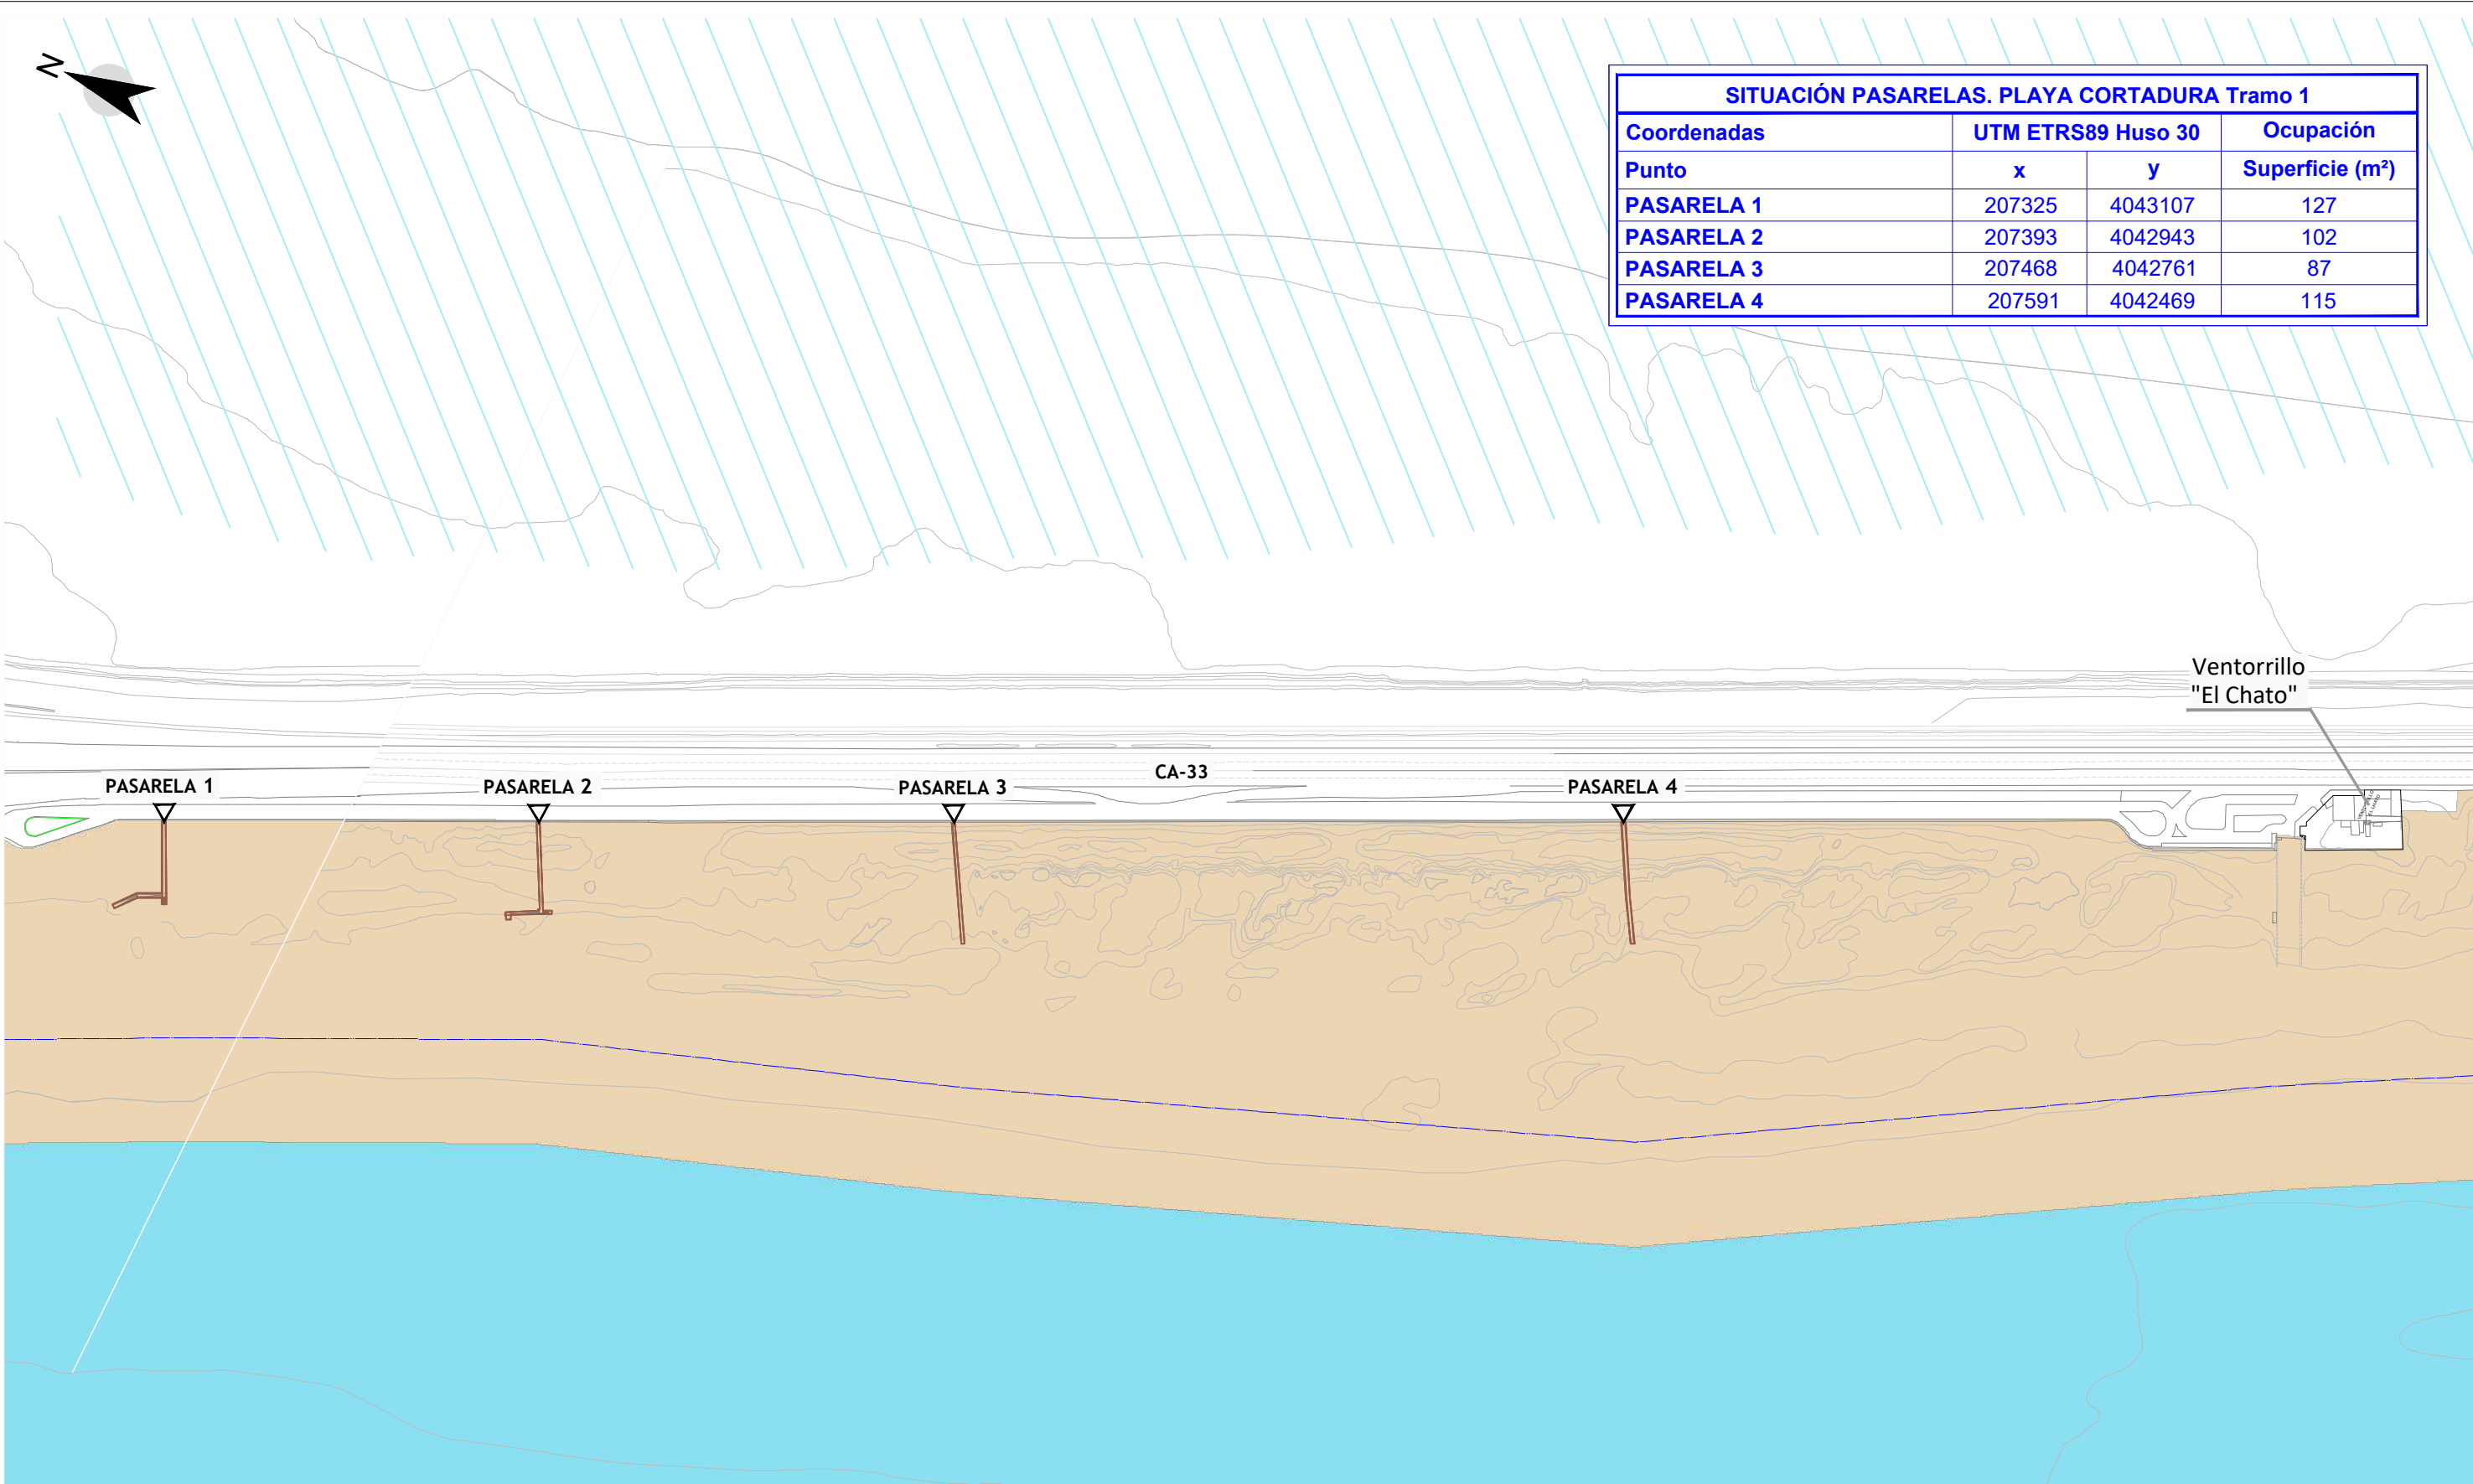 N
SITUACIÓN PASARELAS. PLAYA CORTADURA Tramo 1
Coordenadas UTM ETRS89 Huso 30 Ocupación
Punto x y Superficie (m²)
PASARELA 1 207325 4043107 127
PASARELA 2 207393 4042943 102
PASARELA 3 207468 4042761 87
PASARELA 4 207591 4042469 115
Ventorrillo
"El Chato"
CA-33
PASARELA 1
PASARELA 2
PASARELA 3
PASARELA 4